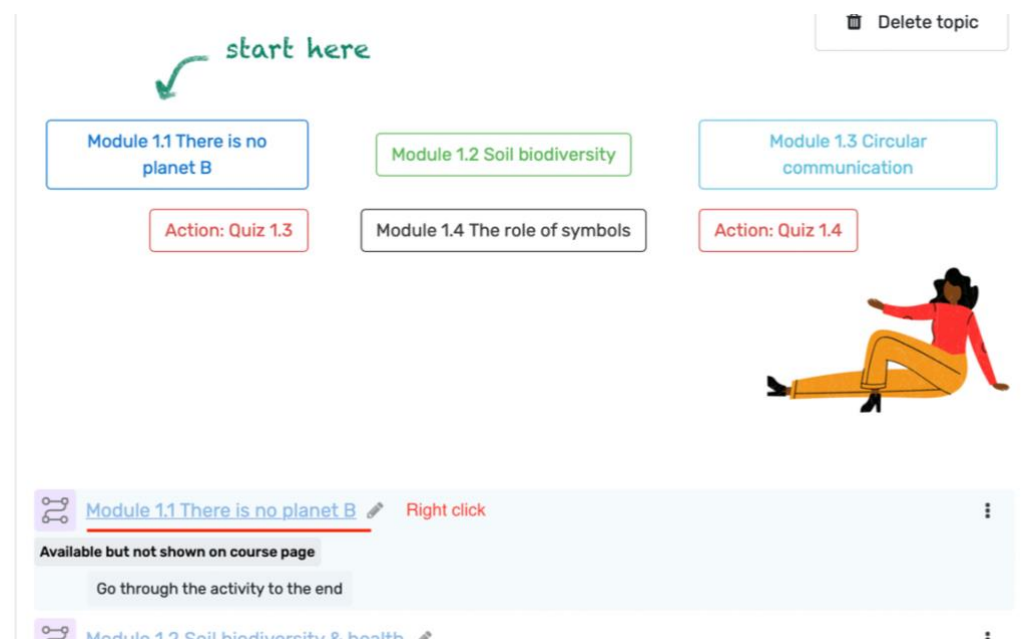 Delete topic
start here
Module 1.1 There is no
planet B
Module 1.2 Soil biodiversity
Module 1.3 Circular
communication
Action: Quiz 1.3
Module 1.4 The role of symbols
Action: Quiz 1.4
Module 1.1 There is no planet B
Right click
Available but not shown on course page
Go through the activity to the end
Module 1.2 Soil biodiversity & health